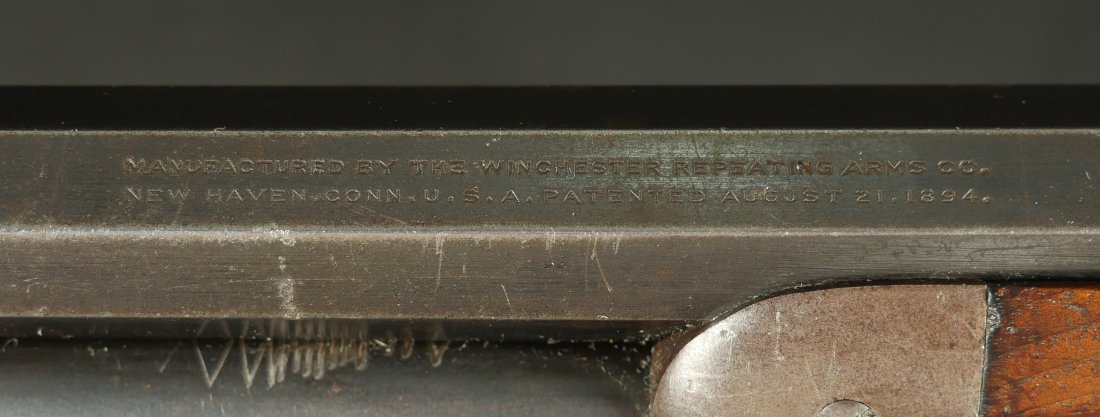 MANUFACTURED BY THE WINCHESTER REPEATING ARMS CO.
NEW HAVEN. CONN. U. S. A. PATENTED AUGUST 21. 1894.